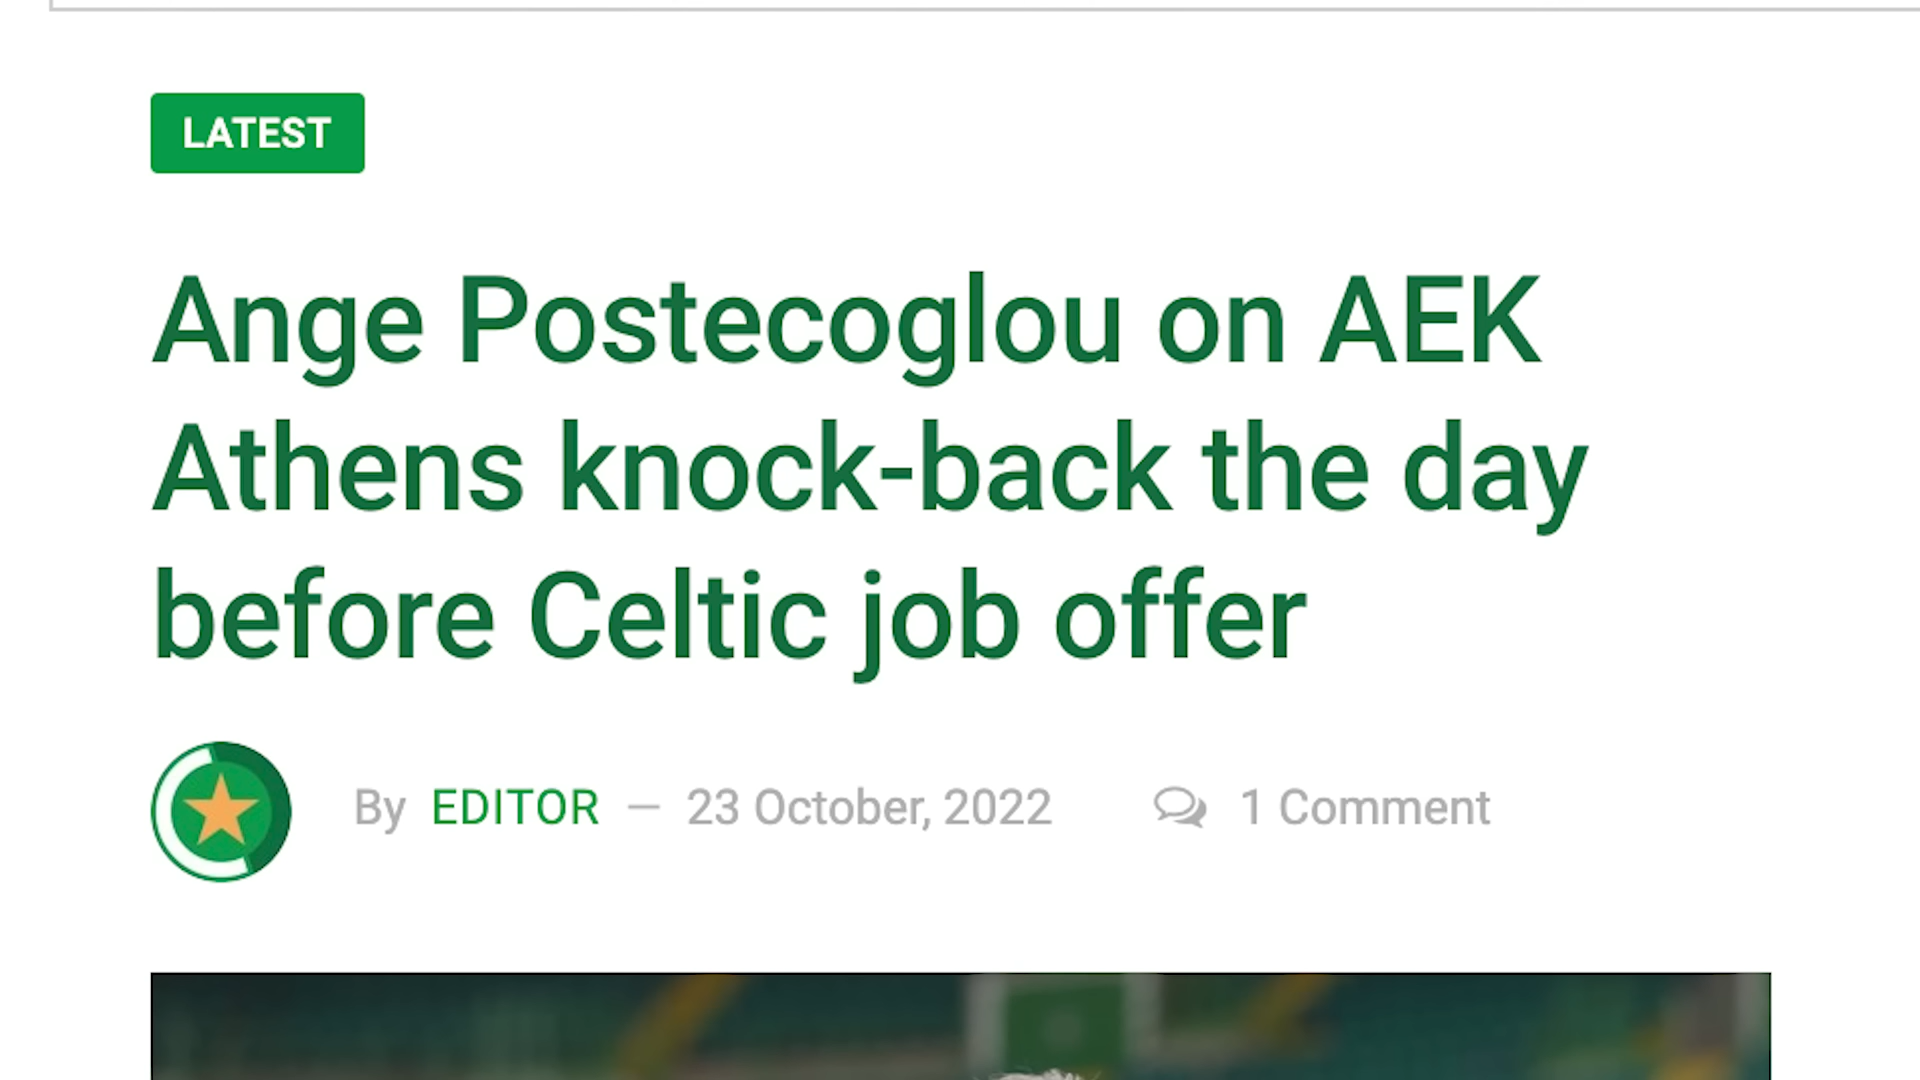 LATEST
Ange Postecoglou on AEK
Athens knock-back the day
before Celtic job offer
By EDITOR — 23 October, 2022 1 Comment